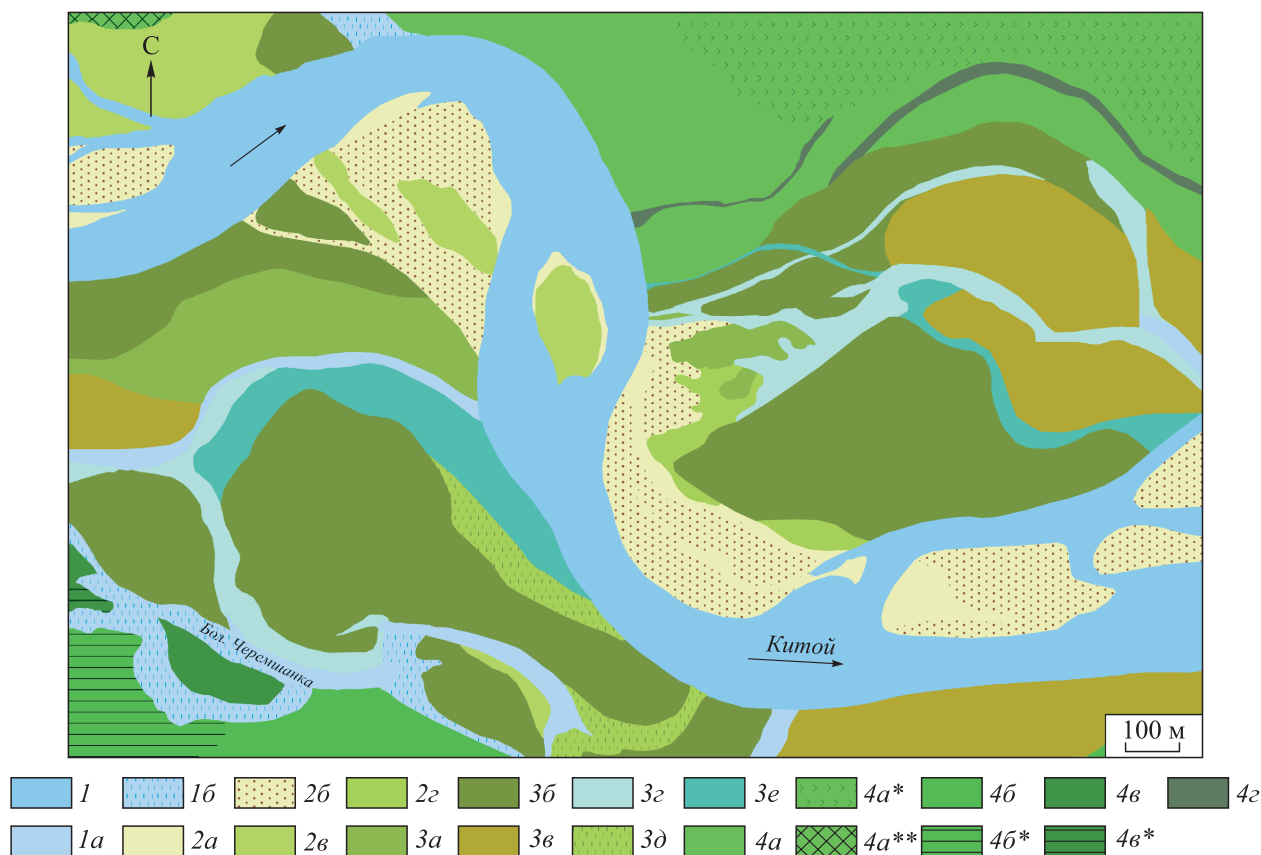 С
Бол. Черемшанка
Китой
100 м
1 1б 2б 2г 3б 3г 3е 4а* 4б 4в 4г
1а 2а 2в 3а 3в 3д 4а 4а** 4б* 4в*